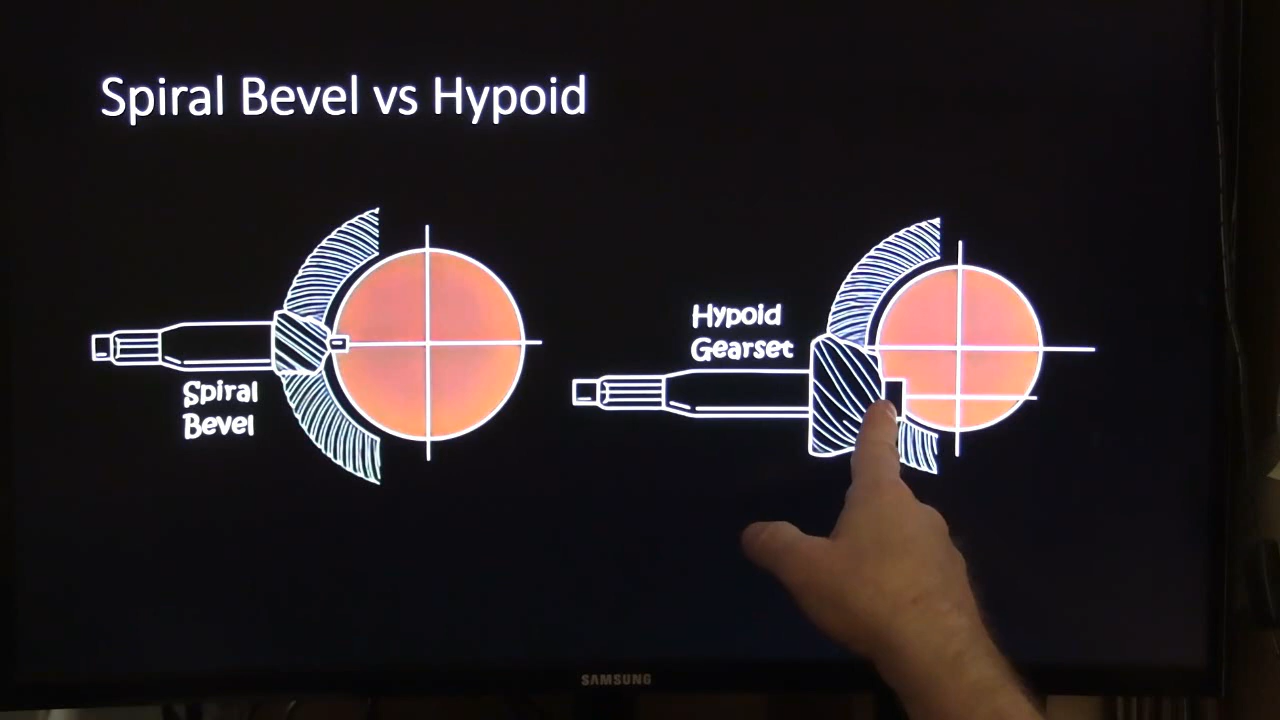 Spiral Bevel vs Hypoid
Spiral
Bevel
Hypoid
Gearset
SAMSUNG